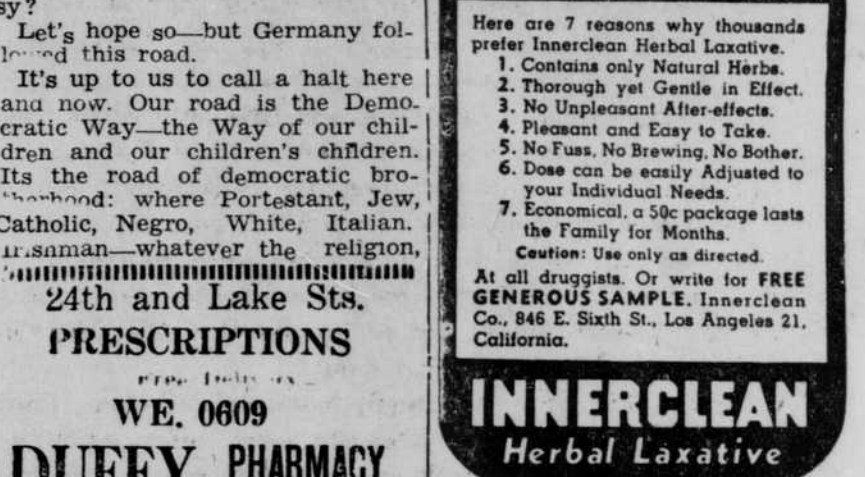 sy?
Let's hope so—but Germany fol-
this road.
It's up to us to call a halt here
and now. Our road is the Demo-
cratic Way—the Way of our chil-
dren and our children's children.
Its the road of democratic bro-
where Portestant, Jew,
Catholic, Negro, White, Italian.
whatever the religion,
24th and Lake Sts.
PRESCRIPTIONS
WE. 0609
DUFFY PHARMACY
Here are 7 reasons why thousands
prefer Innerclean Herbal Laxative.
1. Contains only Natural Herbs.
2. Thorough yet Gentle in Effect.
3. No Unpleasant After-effects.
4. Pleasant and Easy to Take.
5. No Fuss, No Brewing, No Bother.
6. Dose can be easily Adjusted to
your Individual Needs.
7. Economical, a 50c package lasts
the Family for Months.
Caution: Use only as directed.
At all druggists. Or write for FREE
GENEROUS SAMPLE. Innerclean
Co., 846 E. Sixth St., Los Angeles 21,
California.
INNERCLEAN
Herbal Laxative